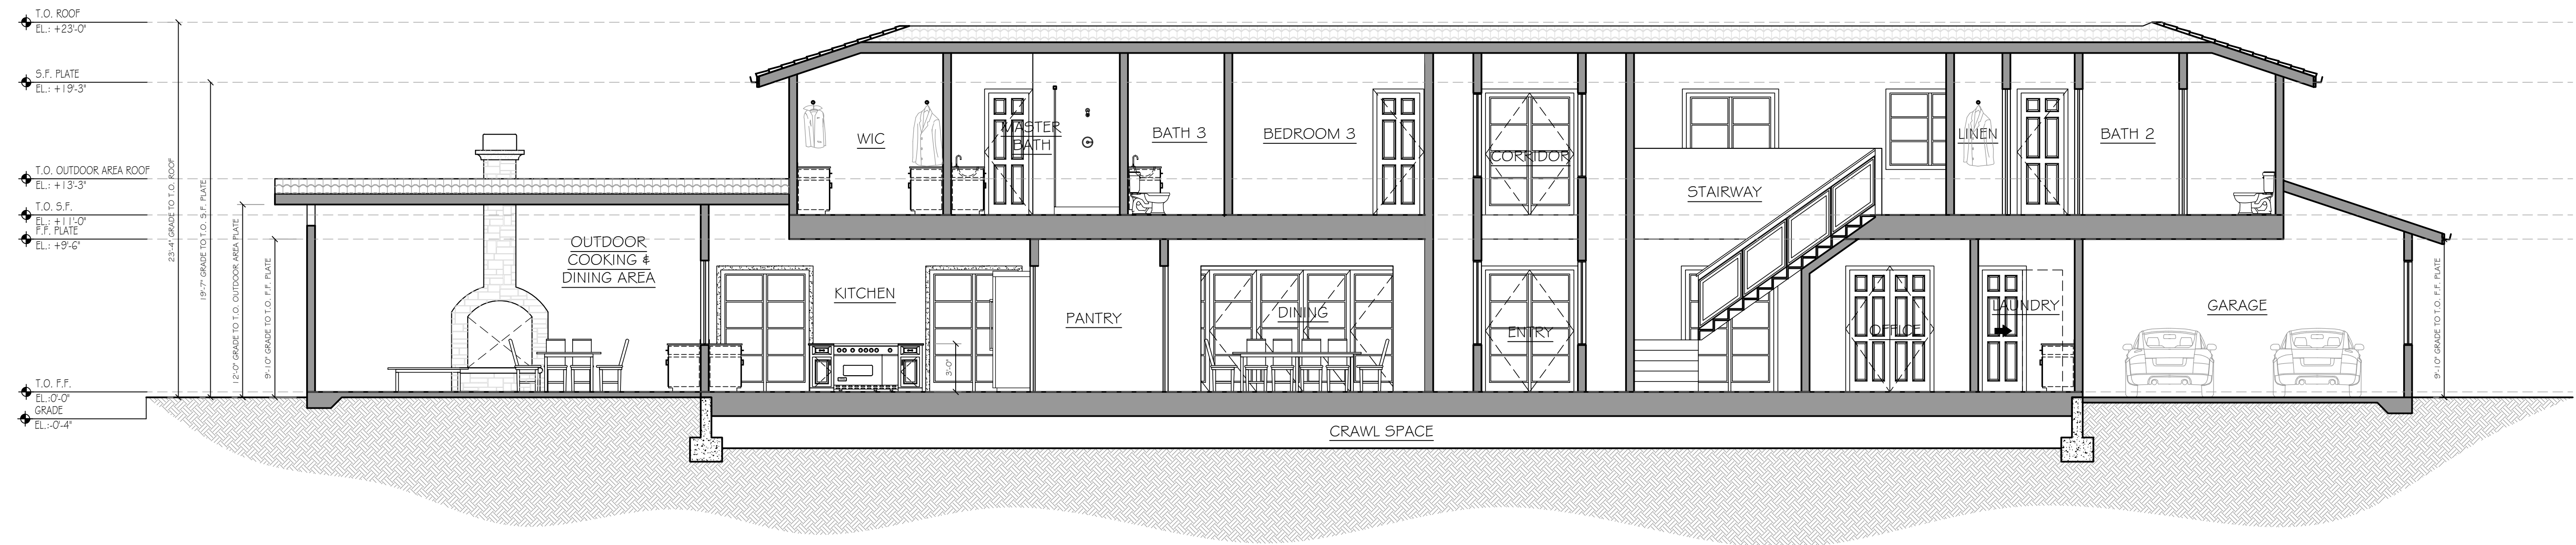 T.O. ROOF
EL.: +23'-0"
S.F. PLATE
EL.: +19'-3"
T.O. OUTDOOR AREA ROOF
EL.: +13'-3"
T.O. S.F.
EL.: +11'-0"
F.F. PLATE
EL.: +9'-6"
T.O. F.F.
EL.:0'-0"
GRADE
EL.:-0'-4"
23'-4" GRADE TO T.O. ROOF
19'-7" GRADE TO T.O. S.F. PLATE
12'-0" GRADE TO T.O. OUTDOOR AREA PLATE
9'-10" GRADE TO T.O. F.F. PLATE
WIC
MASTER
BATH
BATH 3
BEDROOM 3
CORRIDOR
STAIRWAY
LINEN
BATH 2
OUTDOOR
COOKING &
DINING AREA
KITCHEN
3'-0"
PANTRY
DINING
ENTRY
OFFICE
LAUNDRY
GARAGE
9'-10" GRADE TO T.O. F.F. PLATE
CRAWL SPACE